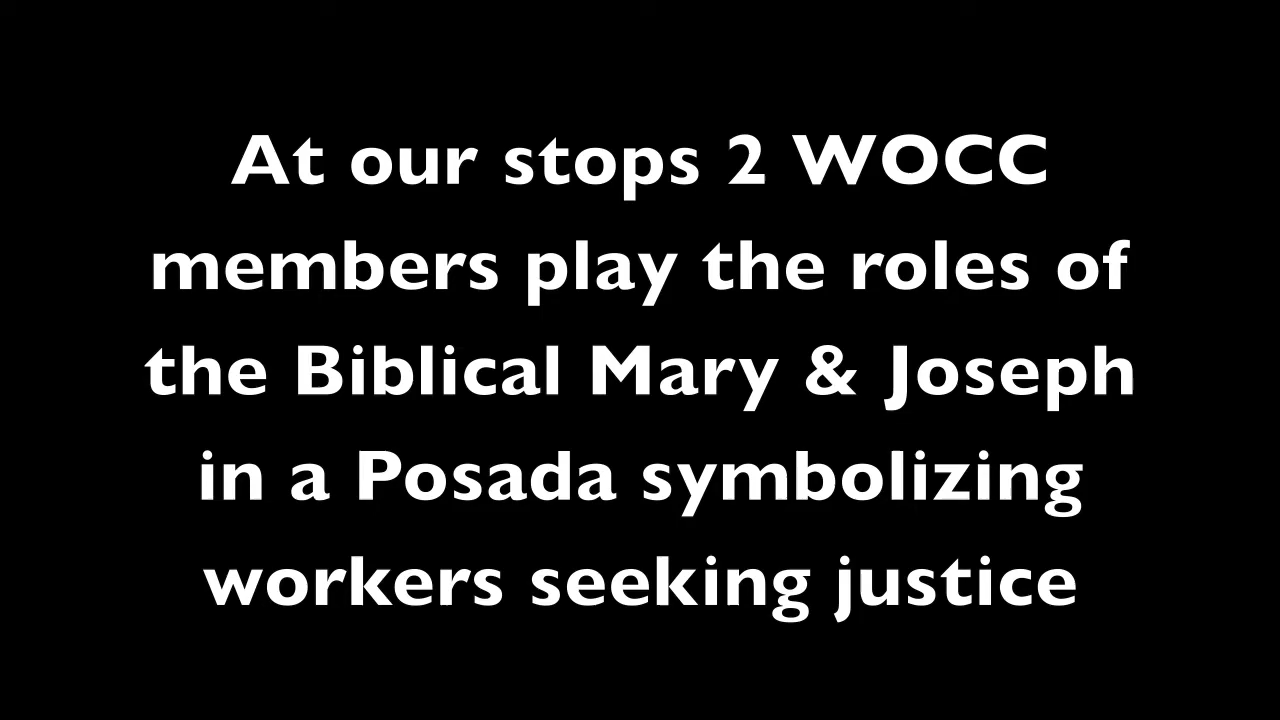 At our stops 2 WOCC
members play the roles of
the Biblical Mary & Joseph
in a Posada symbolizing
workers seeking justice